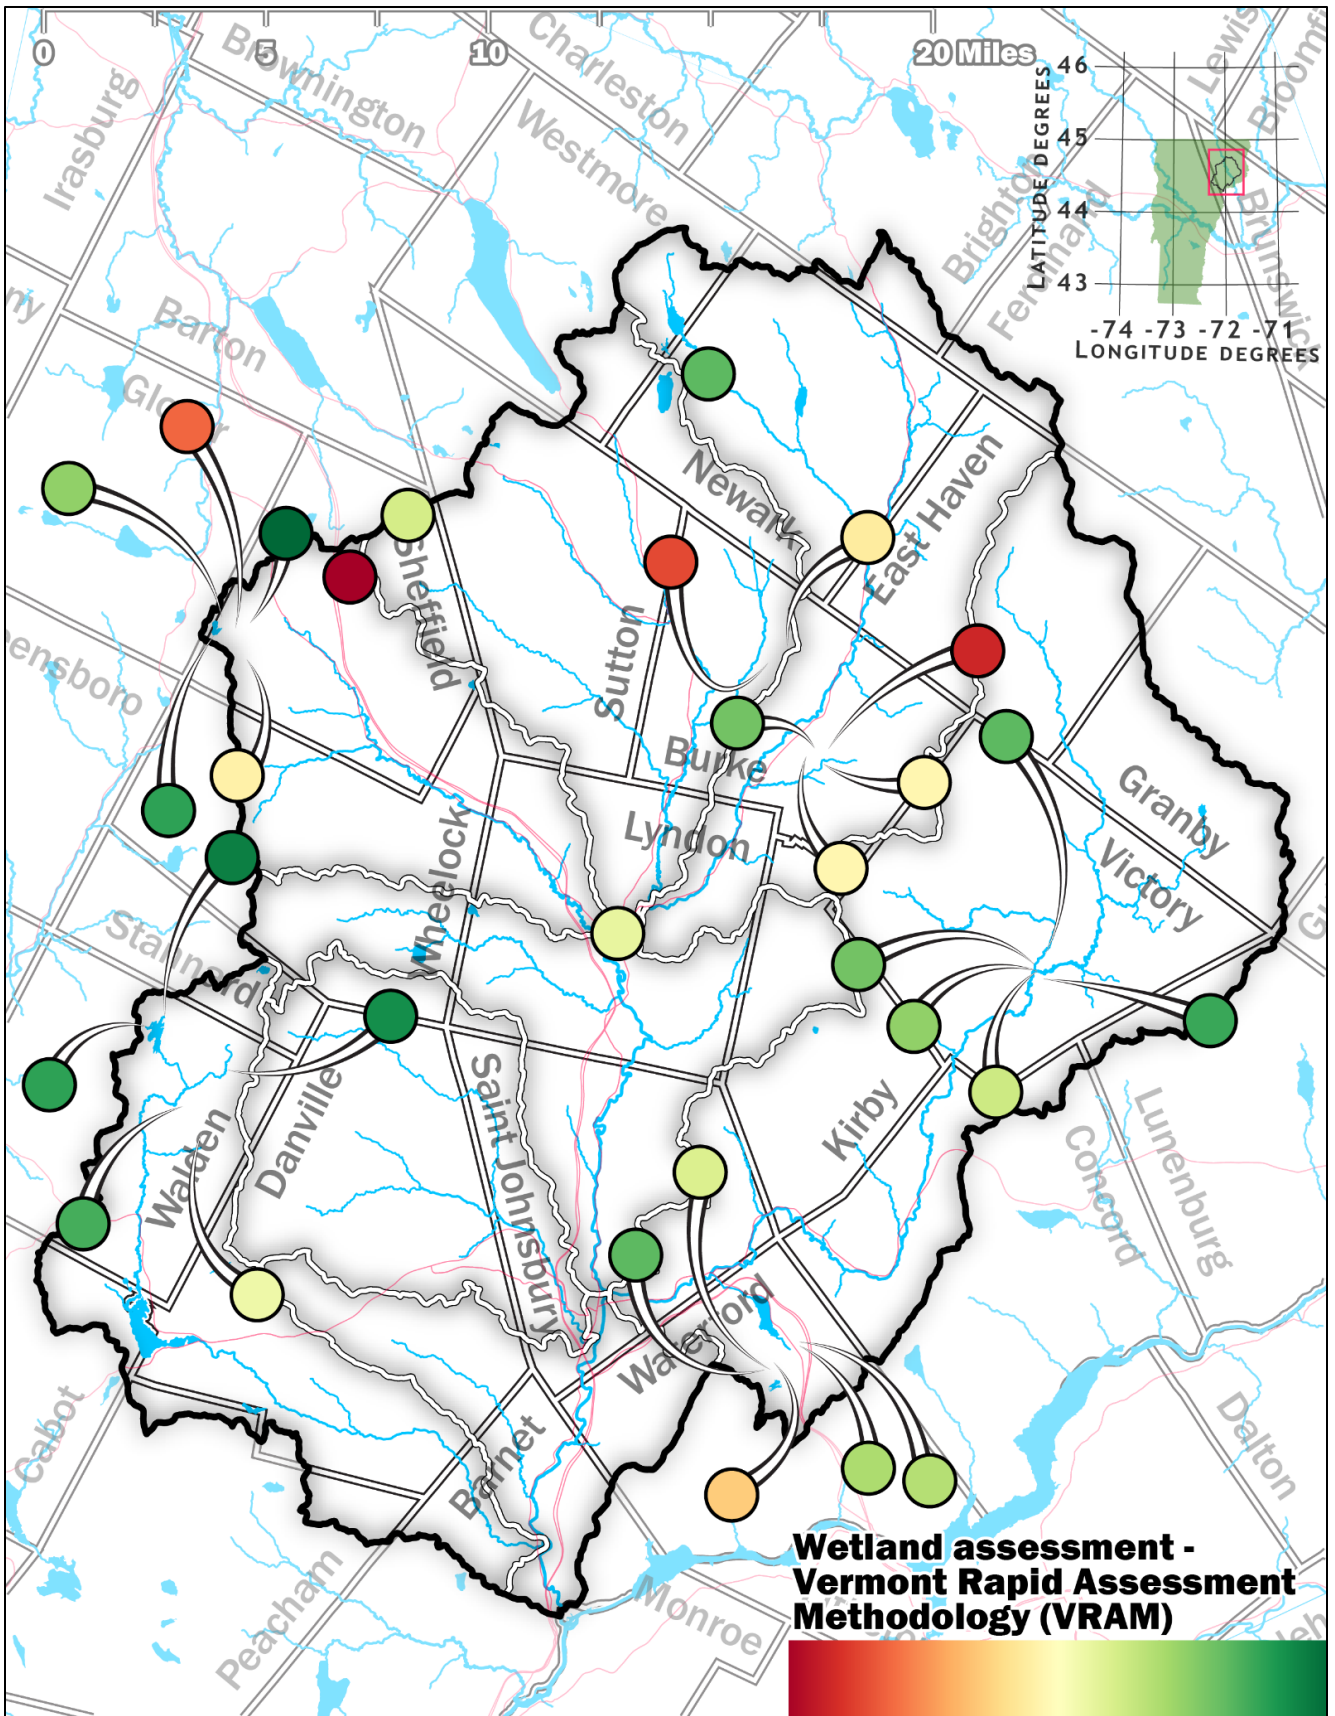 0
5
10
20 Miles
Brownington
Charleston
Lewis
Bloomf
Irasburg
Westmore
Brighton
Ferdinand
Brunswick
46
45
44
43
LATITUDE DEGREES
-74 -73 -72 -71
LONGITUDE DEGREES
ny
Barton
Glover
Newark
East Haven
Sheffield
Sutton
eensboro
Burke
Granby
Lyndon
Victory
Wheelock
Stannard
G
Walden
Danville
Saint Johnsbury
Kirby
Concord
Lunenburg
Waterford
Cabot
Barnet
Dalton
Peacham
Monroe
Wetland assessment -
Vermont Rapid Assessment
Methodology (VRAM)